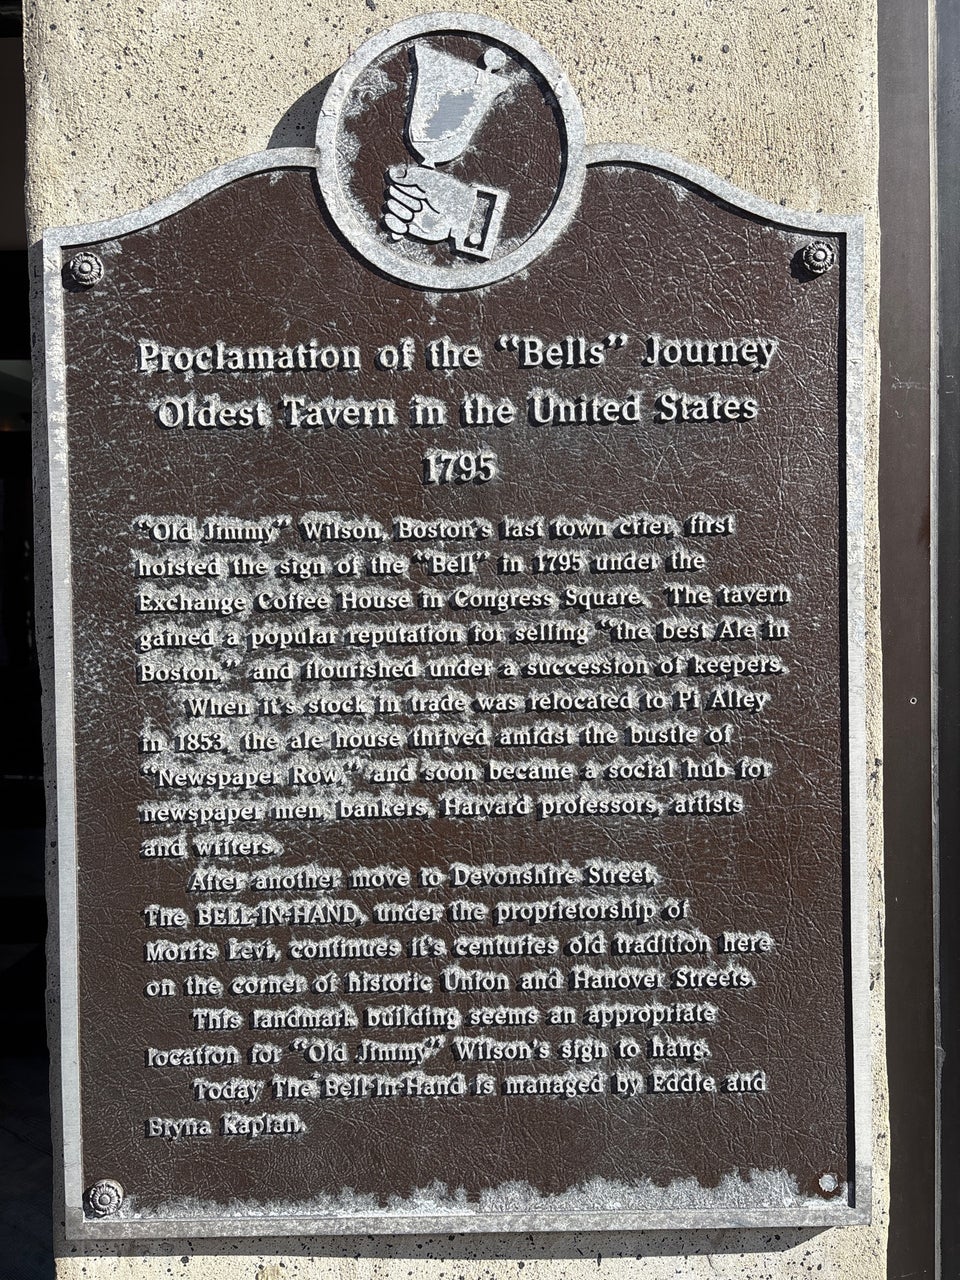 Proclamation of the "Bells" Journey
Oldest Tavern in the United States
1795
"Old Jimmy" Wilson, Boston's last town crier, first
hoisted the sign of the "Bell" in 1795 under the
Exchange Coffee House in Congress Square. The tavern
gained a popular reputation for selling "the best Ale in
Boston," and flourished under a succession of keepers.
When it's stock in trade was relocated to Pi Alley
in 1853, the ale house thrived amidst the bustle of
"Newspaper Row," and soon became a social hub for
newspaper men, bankers, Harvard professors, artists
and writers.
After another move to Devonshire Street,
The BELL-IN-HAND, under the proprietorship of
Morris Levi, continues it's centuries old tradition here
on the corner of historic Union and Hanover Streets.
This landmark building seems an appropriate
location for "Old Jimmy" Wilson's sign to hang.
Today The Bell-In-Hand is managed by Eddie and
Bryna Kaplan.